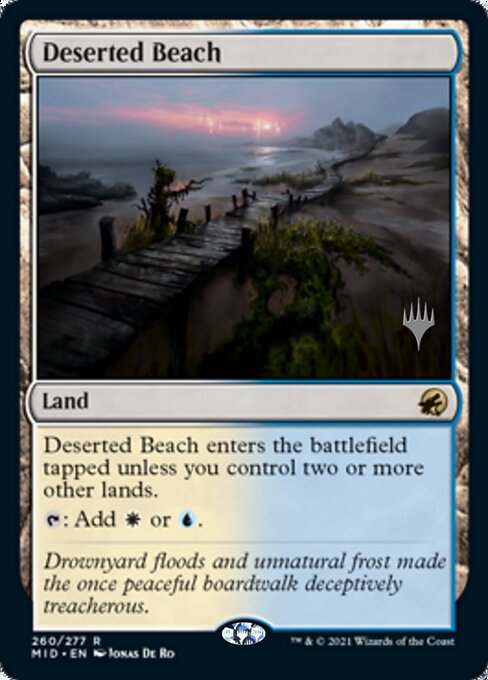 Deserted Beach
Land
Deserted Beach enters the battlefield
tapped unless you control two or more
other lands.
: Add or .
Drownyard floods and unnatural frost made
the once peaceful boardwalk deceptively
treacherous.
260/277 R
MID • EN Jonas De Ro
™ & © 2021 Wizards of the Coast